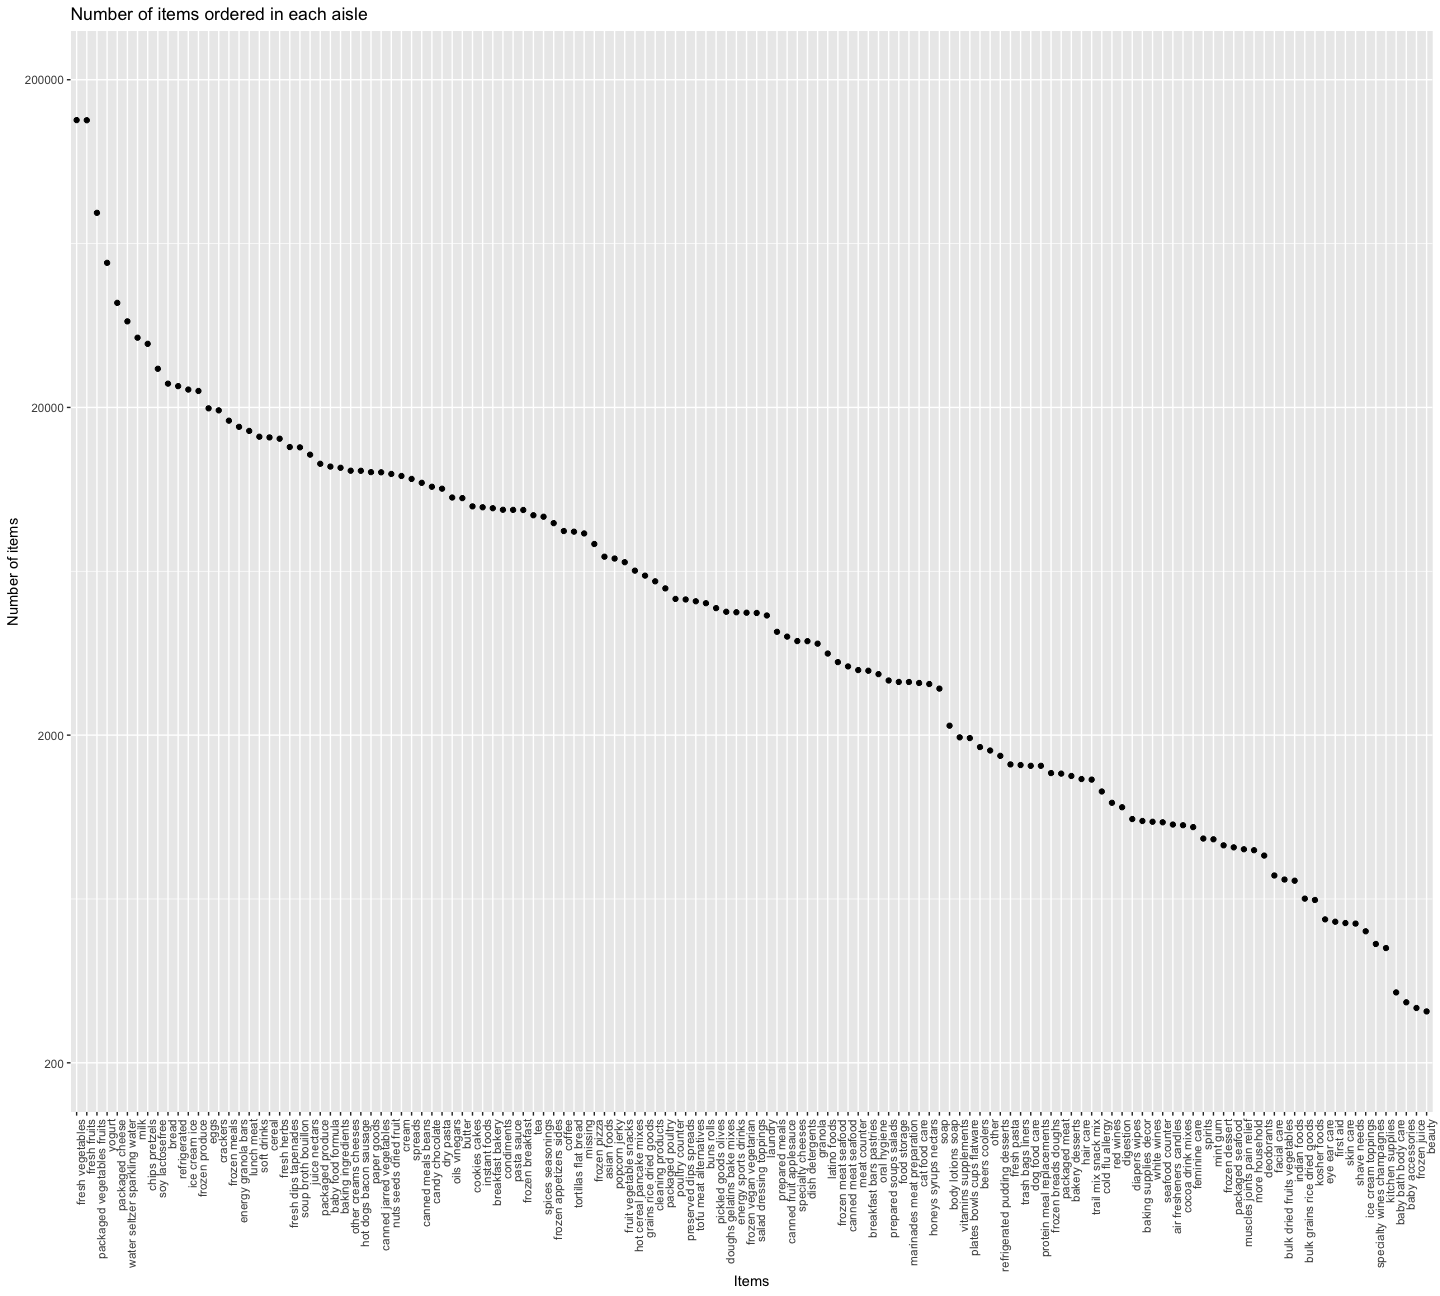 Number of items ordered in each aisle
Number of items
200000
20000
2000
200
fresh vegetables
fresh fruits
packaged vegetables fruits
yogurt
packaged cheese
water seltzer sparkling water
milk
chips pretzels
soy lactosefree
bread
refrigerated
ice cream ice
frozen produce
eggs
crackers
frozen meals
energy granola bars
lunch meat
soft drinks
cereal
fresh herbs
fresh dips tapenades
soup broth bouillon
juice nectars
packaged produce
baby food formula
baking ingredients
other creams cheeses
hot dogs bacon sausage
paper goods
canned jarred vegetables
nuts seeds dried fruit
cream
spreads
canned meals beans
candy chocolate
dry pasta
oils vinegars
butter
cookies cakes
instant foods
breakfast bakery
condiments
pasta sauce
frozen breakfast
tea
spices seasonings
frozen appetizers sides
coffee
tortillas flat bread
missing
frozen pizza
asian foods
popcorn jerky
fruit vegetable snacks
hot cereal pancake mixes
grains rice dried goods
cleaning products
packaged poultry
poultry counter
preserved dips spreads
tofu meat alternatives
buns rolls
pickled goods olives
doughs gelatins bake mixes
energy sports drinks
frozen vegan vegetarian
salad dressing toppings
laundry
prepared meals
canned fruit applesauce
specialty cheeses
dish detergents
granola
latino foods
frozen meat seafood
canned meat seafood
meat counter
breakfast bars pastries
oral hygiene
prepared soups salads
food storage
marinades meat preparation
cat food care
honeys syrups nectars
soap
body lotions soap
vitamins supplements
plates bowls cups flatware
beers coolers
other
refrigerated pudding desserts
fresh pasta
trash bags liners
dog food care
protein meal replacements
frozen breads doughs
packaged meat
bakery desserts
hair care
trail mix snack mix
cold flu allergy
red wines
digestion
diapers wipes
baking supplies decor
white wines
seafood counter
air fresheners candles
cocoa drink mixes
feminine care
spirits
mint gum
frozen dessert
packaged seafood
muscles joints pain relief
more household
deodorants
facial care
bulk dried fruits vegetables
indian foods
bulk grains rice dried goods
kosher foods
eye ear care
first aid
skin care
shave needs
ice cream toppings
specialty wines champagnes
kitchen supplies
baby bath body care
baby accessories
frozen juice
beauty
Items